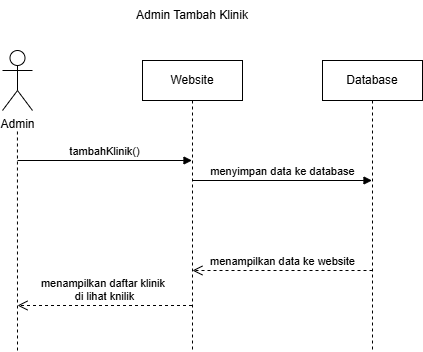 Admin Tambah Klinik
Website
Database
Admin
tambahKlinik()
menyimpan data ke database
menampilkan data ke website
menampilkan daftar klinik
di lihat knilik